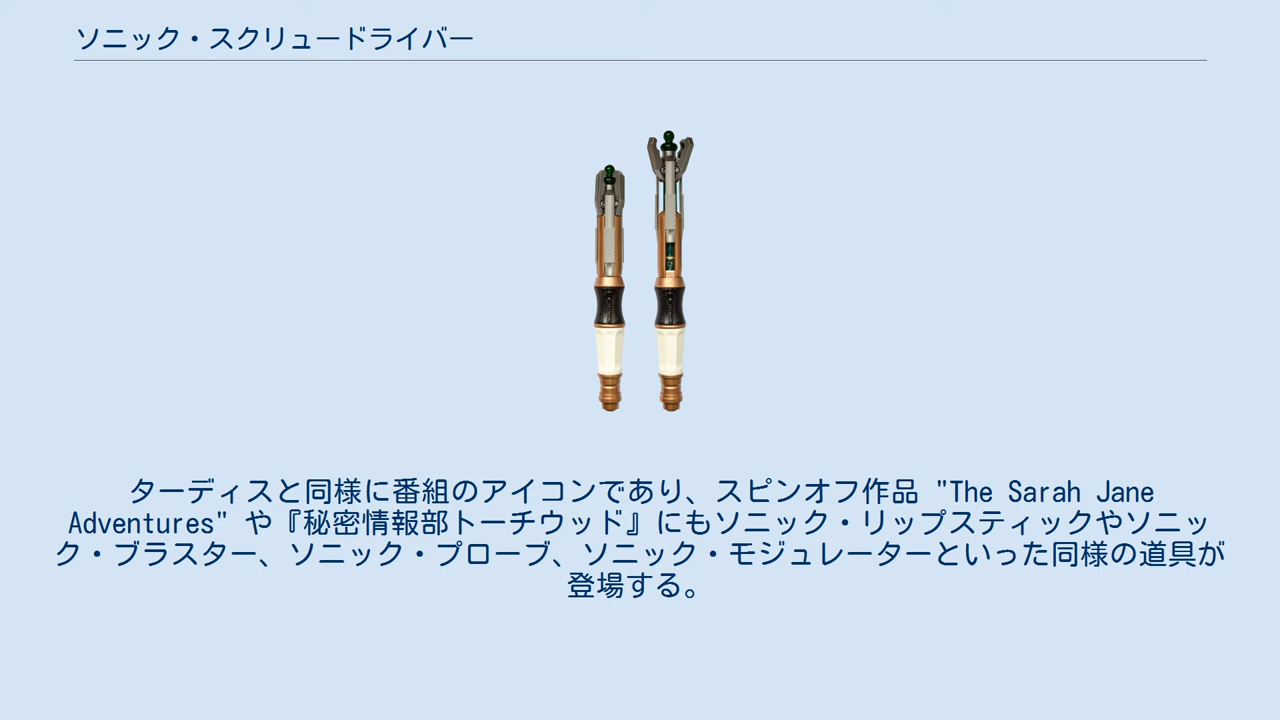 ソニック・スクリュードライバー
ターディスと同様に番組のアイコンであり、スピンオフ作品 "The Sarah Jane
Adventures" や『秘密情報部トーチウッド』にもソニック・リップスティックやソニッ
ク・ブラスター、ソニック・プローブ、ソニック・モジュレーターといった同様の道具が
登場する。